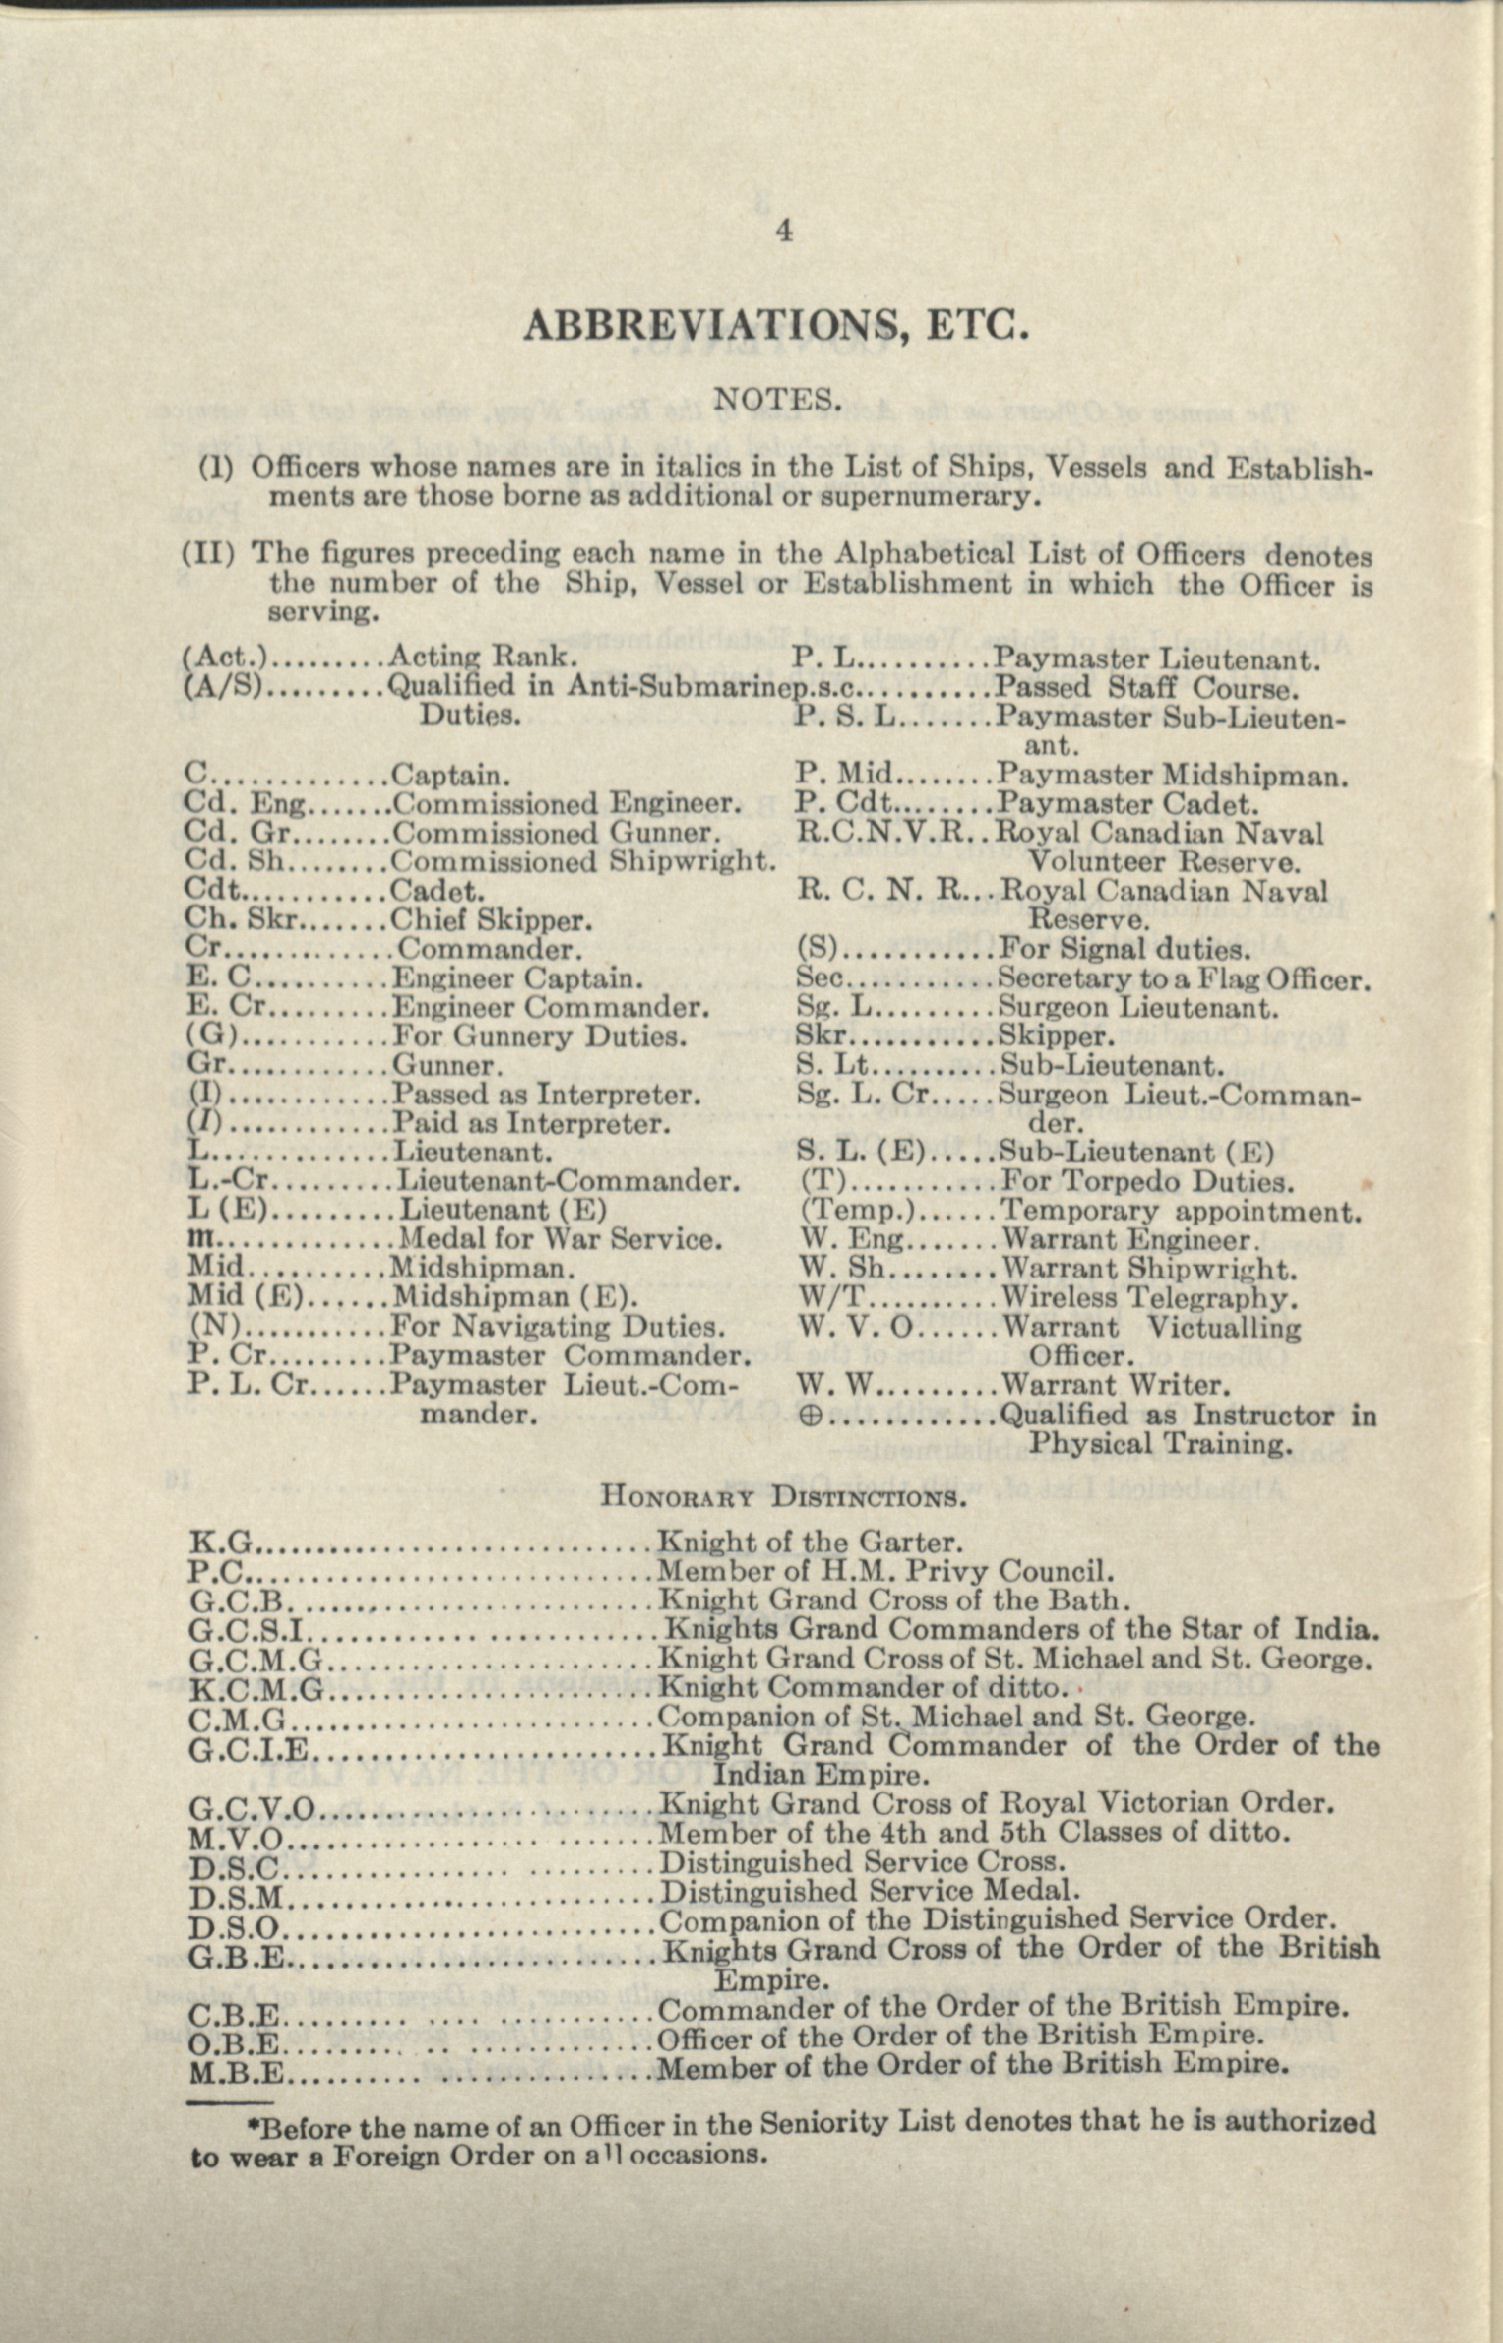 4
ABBREVIATIONS, ETC.
NOTES.
(I) Officers whose names are in italics in the List of Ships, Vessels and Establish-
ments are those borne as additional or supernumerary.
(II) The figures preceding each name in the Alphabetical List of Officers denotes
the number of the Ship, Vessel or Establishment in which the Officer is
serving.
(Act.).........Acting Rank.
(A/S).........Qualified in Anti-Submarine
Duties.
C..............Captain.
Cd. Eng.......Commissioned Engineer.
Cd. Gr........Commissioned Gunner.
Cd. Sh........Commissioned Shipwright.
Cdt...........Cadet.
Ch. Skr.......Chief Skipper.
Cr.............Commander.
E. C..........Engineer Captain.
E. Cr.........Engineer Commander.
(G)...........For Gunnery Duties.
Gr............Gunner.
(I)............Passed as Interpreter.
(I)............Paid as Interpreter.
L..............Lieutenant.
L.-Cr.........Lieutenant-Commander.
L (E).........Lieutenant (E)
m.............Medal for War Service.
Mid..........Midshipman.
Mid (E)......Midshipman (E).
(N)...........For Navigating Duties.
P. Cr.........Paymaster Commander.
P. L. Cr......Paymaster Lieut.-Com-
mander.
P. L..........Paymaster Lieutenant.
p.s.c..........Passed Staff Course.
P. S. L.......Paymaster Sub-Lieuten-
ant.
P. Mid........Paymaster Midshipman.
P. Cdt........Paymaster Cadet.
R.C.N.V.R..Royal Canadian Naval
Volunteer Reserve.
R. C. N. R...Royal Canadian Naval
Reserve.
(S)............For Signal duties.
Sec...........Secretary to a Flag Officer.
Sg. L.........Surgeon Lieutenant.
Skr...........Skipper.
S. Lt..........Sub-Lieutenant.
Sg. L. Cr.....Surgeon Lieut.-Comman-
der.
S. L. (E).....Sub-Lieutenant (E)
(T)...........For Torpedo Duties.
(Temp.)......Temporary appointment.
W. Eng.......Warrant Engineer.
W. Sh........Warrant Shipwright.
W/T..........Wireless Telegraphy.
W. V. O......Warrant Victualling
Officer.
W. W.........Warrant Writer.
⊕.............Qualified as Instructor in
Physical Training.
HONORARY DISTINCTIONS.
K.G..............................Knight of the Garter.
P.C..............................Member of H.M. Privy Council.
G.C.B............................Knight Grand Cross of the Bath.
G.C.S.I..........................Knights Grand Commanders of the Star of India.
G.C.M.G.........................Knight Grand Cross of St. Michael and St. George.
K.C.M.G.........................Knight Commander of ditto.
C.M.G...........................Companion of St. Michael and St. George.
G.C.I.E..........................Knight Grand Commander of the Order of the
Indian Empire.
G.C.V.O.........................Knight Grand Cross of Royal Victorian Order.
M.V.O...........................Member of the 4th and 5th Classes of ditto.
D.S.C............................Distinguished Service Cross.
D.S.M...........................Distinguished Service Medal.
D.S.O............................Companion of the Distinguished Service Order.
G.B.E............................Knights Grand Cross of the Order of the British
Empire.
C.B.E............................Commander of the Order of the British Empire.
O.B.E............................Officer of the Order of the British Empire.
M.B.E...........................Member of the Order of the British Empire.
*Before the name of an Officer in the Seniority List denotes that he is authorized
to wear a Foreign Order on all occasions.